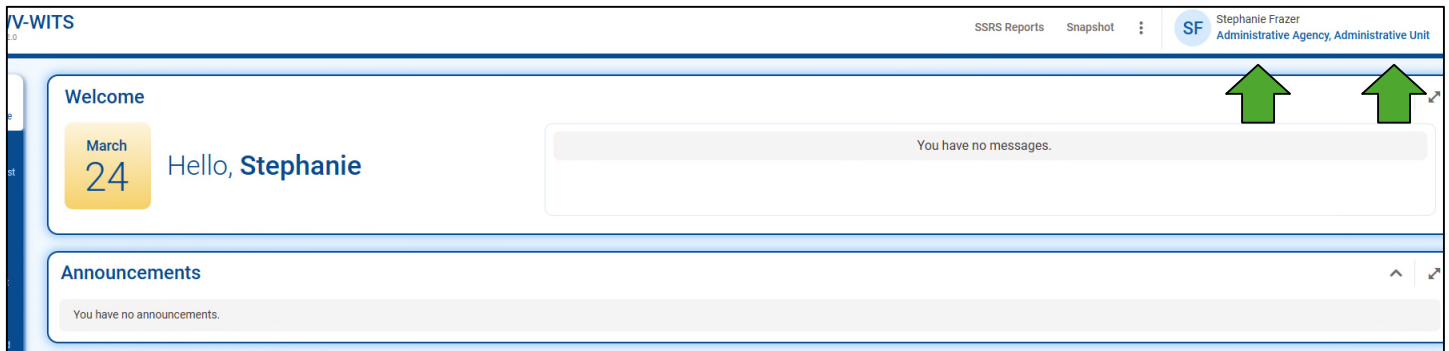 V-WITS
SSRS Reports
Snapshot
SF
Stephanie Frazer
Administrative Agency, Administrative Unit
Welcome
March
24
Hello, Stephanie
You have no messages.
Announcements
You have no announcements.